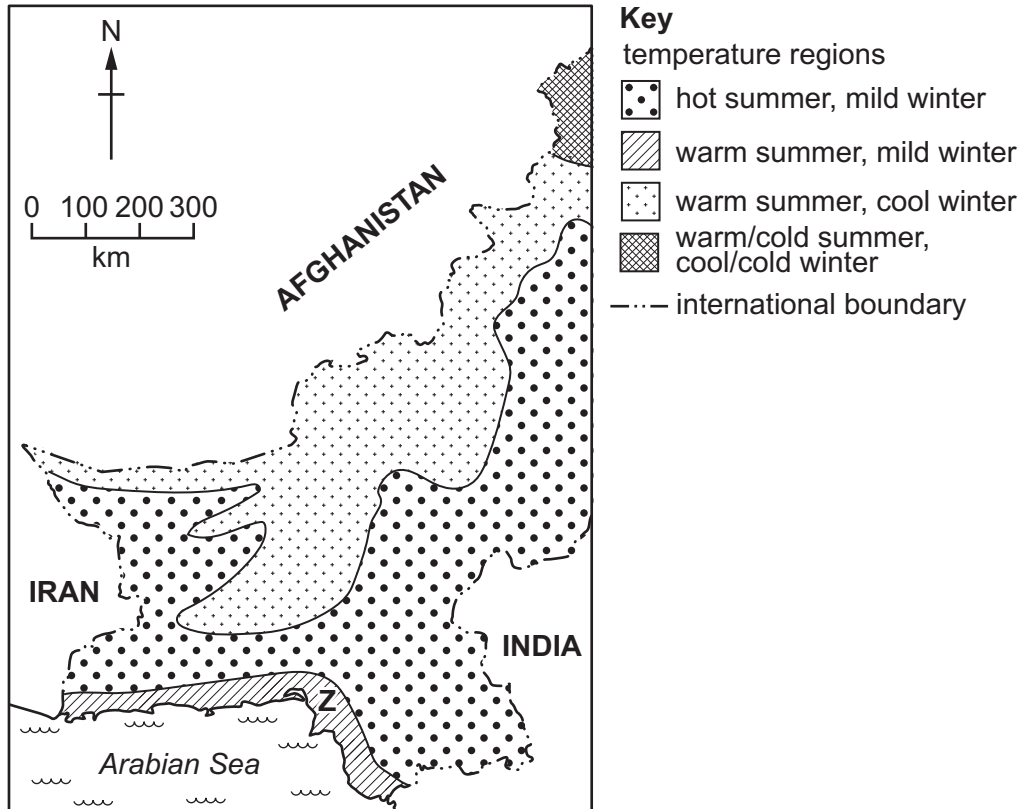 N
0 100 200 300
km
AFGHANISTAN
IRAN
INDIA
Z
Arabian Sea
Key
temperature regions
hot summer, mild winter
warm summer, mild winter
warm summer, cool winter
warm/cold summer,
cool/cold winter
international boundary